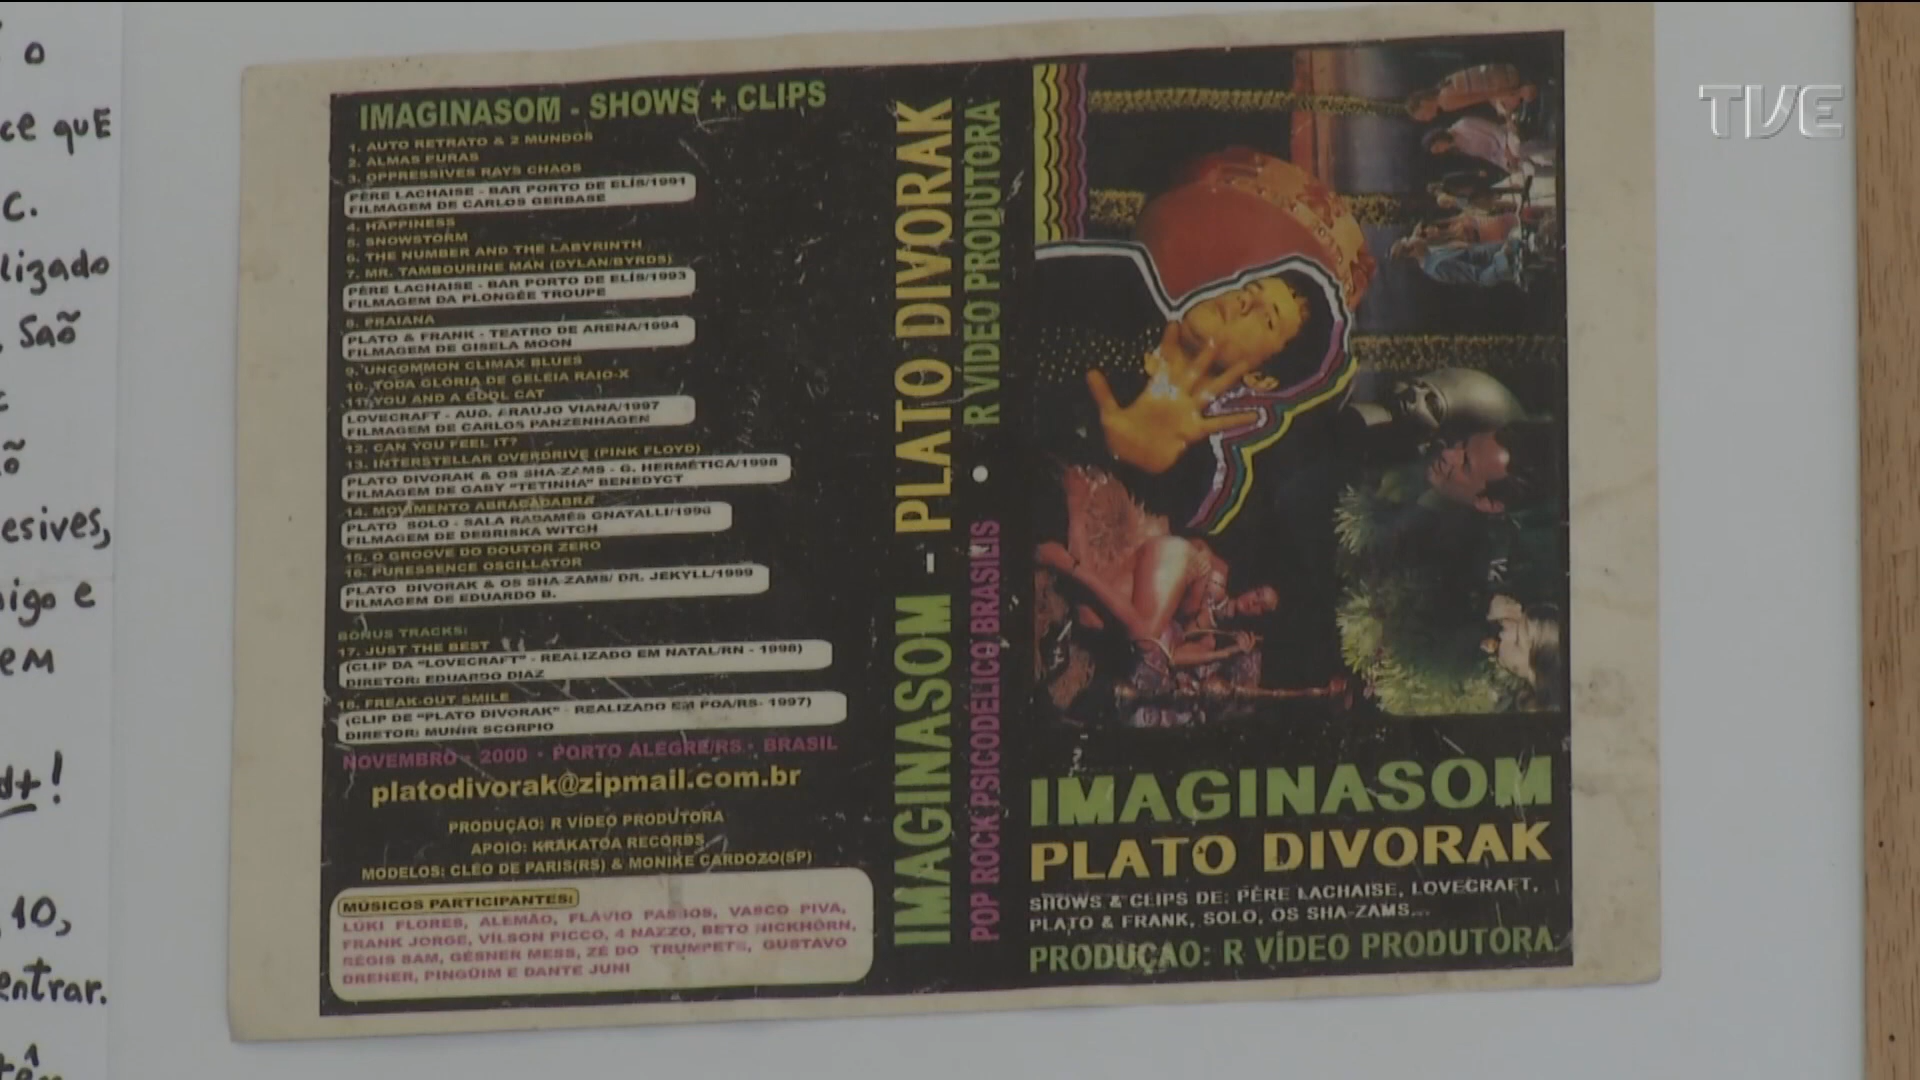 o
ce quE
c.
lizado
, Saõ
esives,
migo e
EM
d+!
10,
entrar.
tên
IMAGINASOM - SHOWS + CLIPS
1. AUTO RETRATO & 2 MUNDOS
2. ALMAS PURAS
3. OPPRESSIVES RAYS CHAOS
PÈRE LACHAISE - BAR PORTO DE ELÍS/1991
FILMAGEM DE CARLOS GERBASE
4. HAPPINESS
5. SNOWSTORM
6. THE NUMBER AND THE LABYRINTH
7. MR. TAMBOURINE MAN (DYLAN/BYRDS)
PÈRE LACHAISE - BAR PORTO DE ELÍS/1993
FILMAGEM DA PLONGÉE TROUPE
8. PRAIANA
PLATO & FRANK - TEATRO DE ARENA/1994
FILMAGEM DE GISELA MOON
9. UNCOMMON CLIMAX BLUES
10. TODA GLÓRIA DE GELÉIA RAIO-X
11. YOU AND A COOL CAT
LOVECRAFT - AUD. ARAÚJO VIANA/1997
FILMAGEM DE CARLOS PANZENHAGEN
12. CAN YOU FEEL IT?
13. INTERSTELLAR OVERDRIVE (PINK FLOYD)
PLATO DIVORAK & OS SHA-ZAMS - G. HERMÉTICA/1998
FILMAGEM DE GABY "TETINHA" BENEDYCT
14. MOVIMENTO ABRACADABRA
PLATO SOLO - SALA RADAMÉS GNATALLI/1996
FILMAGEM DE DEBRISKA WITCH
15. O GROOVE DO DOUTOR ZERO
16. PURESSENCE OSCILLATOR
PLATO DIVORAK & OS SHA-ZAMS/ DR. JEKYLL/1999
FILMAGEM DE EDUARDO B.
BONUS TRACKS:
17. JUST THE BEST
(CLIP DA "LOVECRAFT" - REALIZADO EM NATAL/RN - 1998)
DIRETOR: EDUARDO DIAZ
18. FREAK-OUT SMILE
(CLIP DE "PLATO DIVORAK" - REALIZADO EM POA/RS- 1997)
DIRETOR: MUNIR SCORPIO
NOVEMBRO - 2000 • PORTO ALEGRE/RS • BRASIL
platodivorak@zipmail.com.br
PRODUÇÃO: R VÍDEO PRODUTORA
APOIO: KRAKATOA RECORDS
MODELOS: CLÉO DE PARIS(RS) & MONIKE CARDOZO(SP)
MÚSICOS PARTICIPANTES:
LÚKI FLORES, ALEMÃO, FLÁVIO PASSOS, VASCO PIVA,
FRANK JORGE, VÍLSON PICCO, 4 NAZZO, BETO NICKHÖRN,
RÉGIS SAM, GÉSNER MESS, ZÉ DO TRUMPETS, GUSTAVO
DREHER, PINGÜIM E DANTE JUNI
IMAGINASOM - PLATO DIVORAK
POP ROCK PSICODÉLICO BRASILIS • R VÍDEO PRODUTORA
IMAGINASOM
PLATO DIVORAK
SHOWS & CLIPS DE: PÈRE LACHAISE, LOVECRAFT,
PLATO & FRANK, SOLO, OS SHA-ZAMS...
PRODUÇAO: R VÍDEO PRODUTORA
TVE